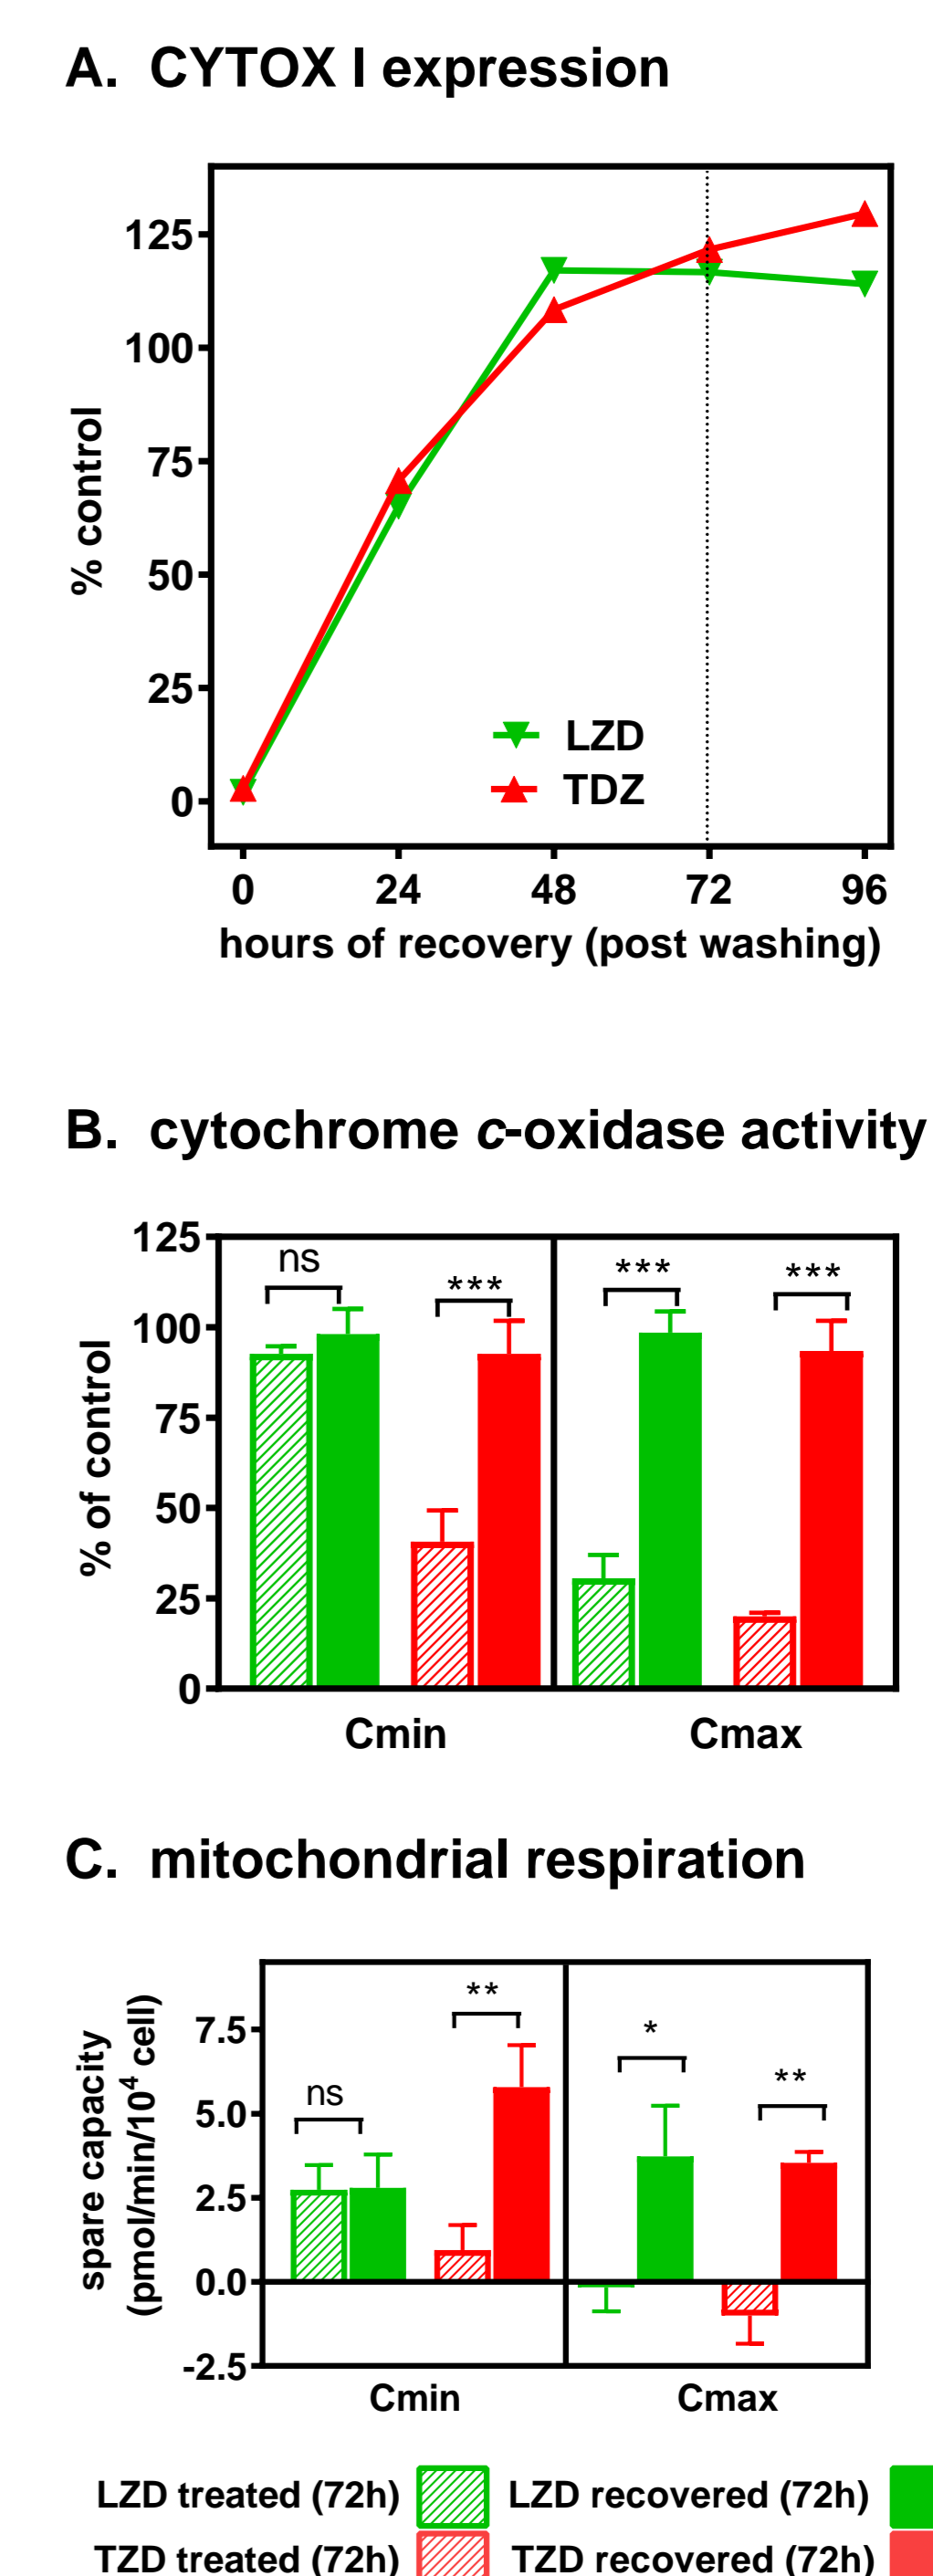 A. CYTOX I expression
125
100
75
50
25
0
% control
LZD
TDZ
0 24 48 72 96
hours of recovery (post washing)
B. cytochrome c-oxidase activity
125
100
75
50
25
0
% of control
ns
***
***
***
Cmin Cmax
C. mitochondrial respiration
7.5
5.0
2.5
0.0
-2.5
spare capacity
(pmol/min/10⁴ cell)
ns
**
*
**
Cmin Cmax
LZD treated (72h) LZD recovered (72h)
TZD treated (72h) TZD recovered (72h)